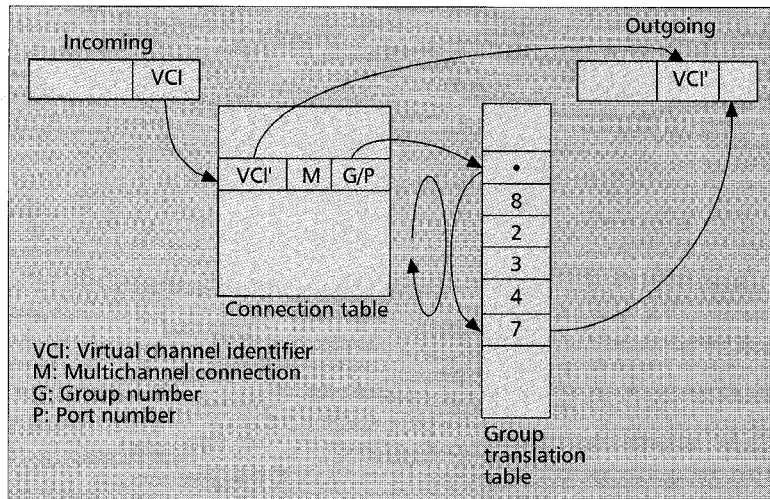 Incoming
Outgoing
VCI
VCI'
VCI' M G/P
•
8
2
3
4
7
Connection table
VCI: Virtual channel identifier
M: Multichannel connection
G: Group number
P: Port number
Group
translation
table